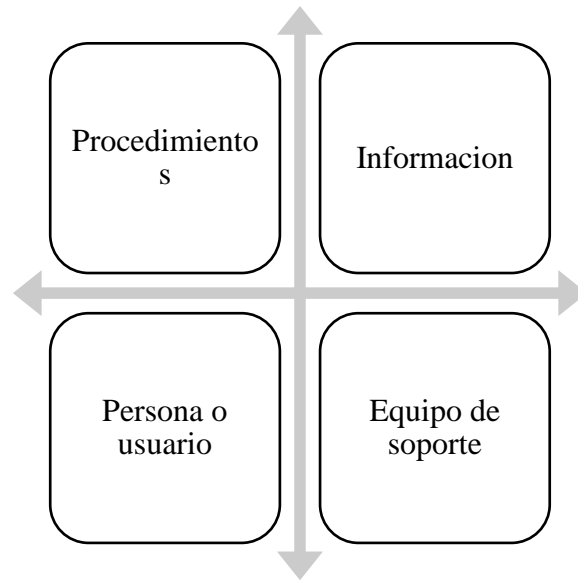 Procedimiento
s
Informacion
Persona o
usuario
Equipo de
soporte